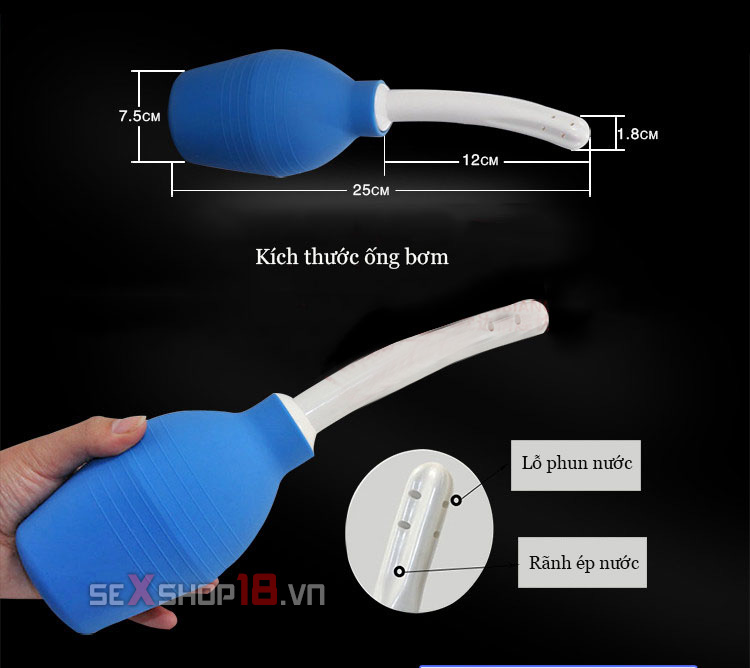 7.5CM
1.8CM
12CM
25CM
Kích thước ống bơm
Lỗ phun nước
Rãnh ép nước
seXshop18.vn